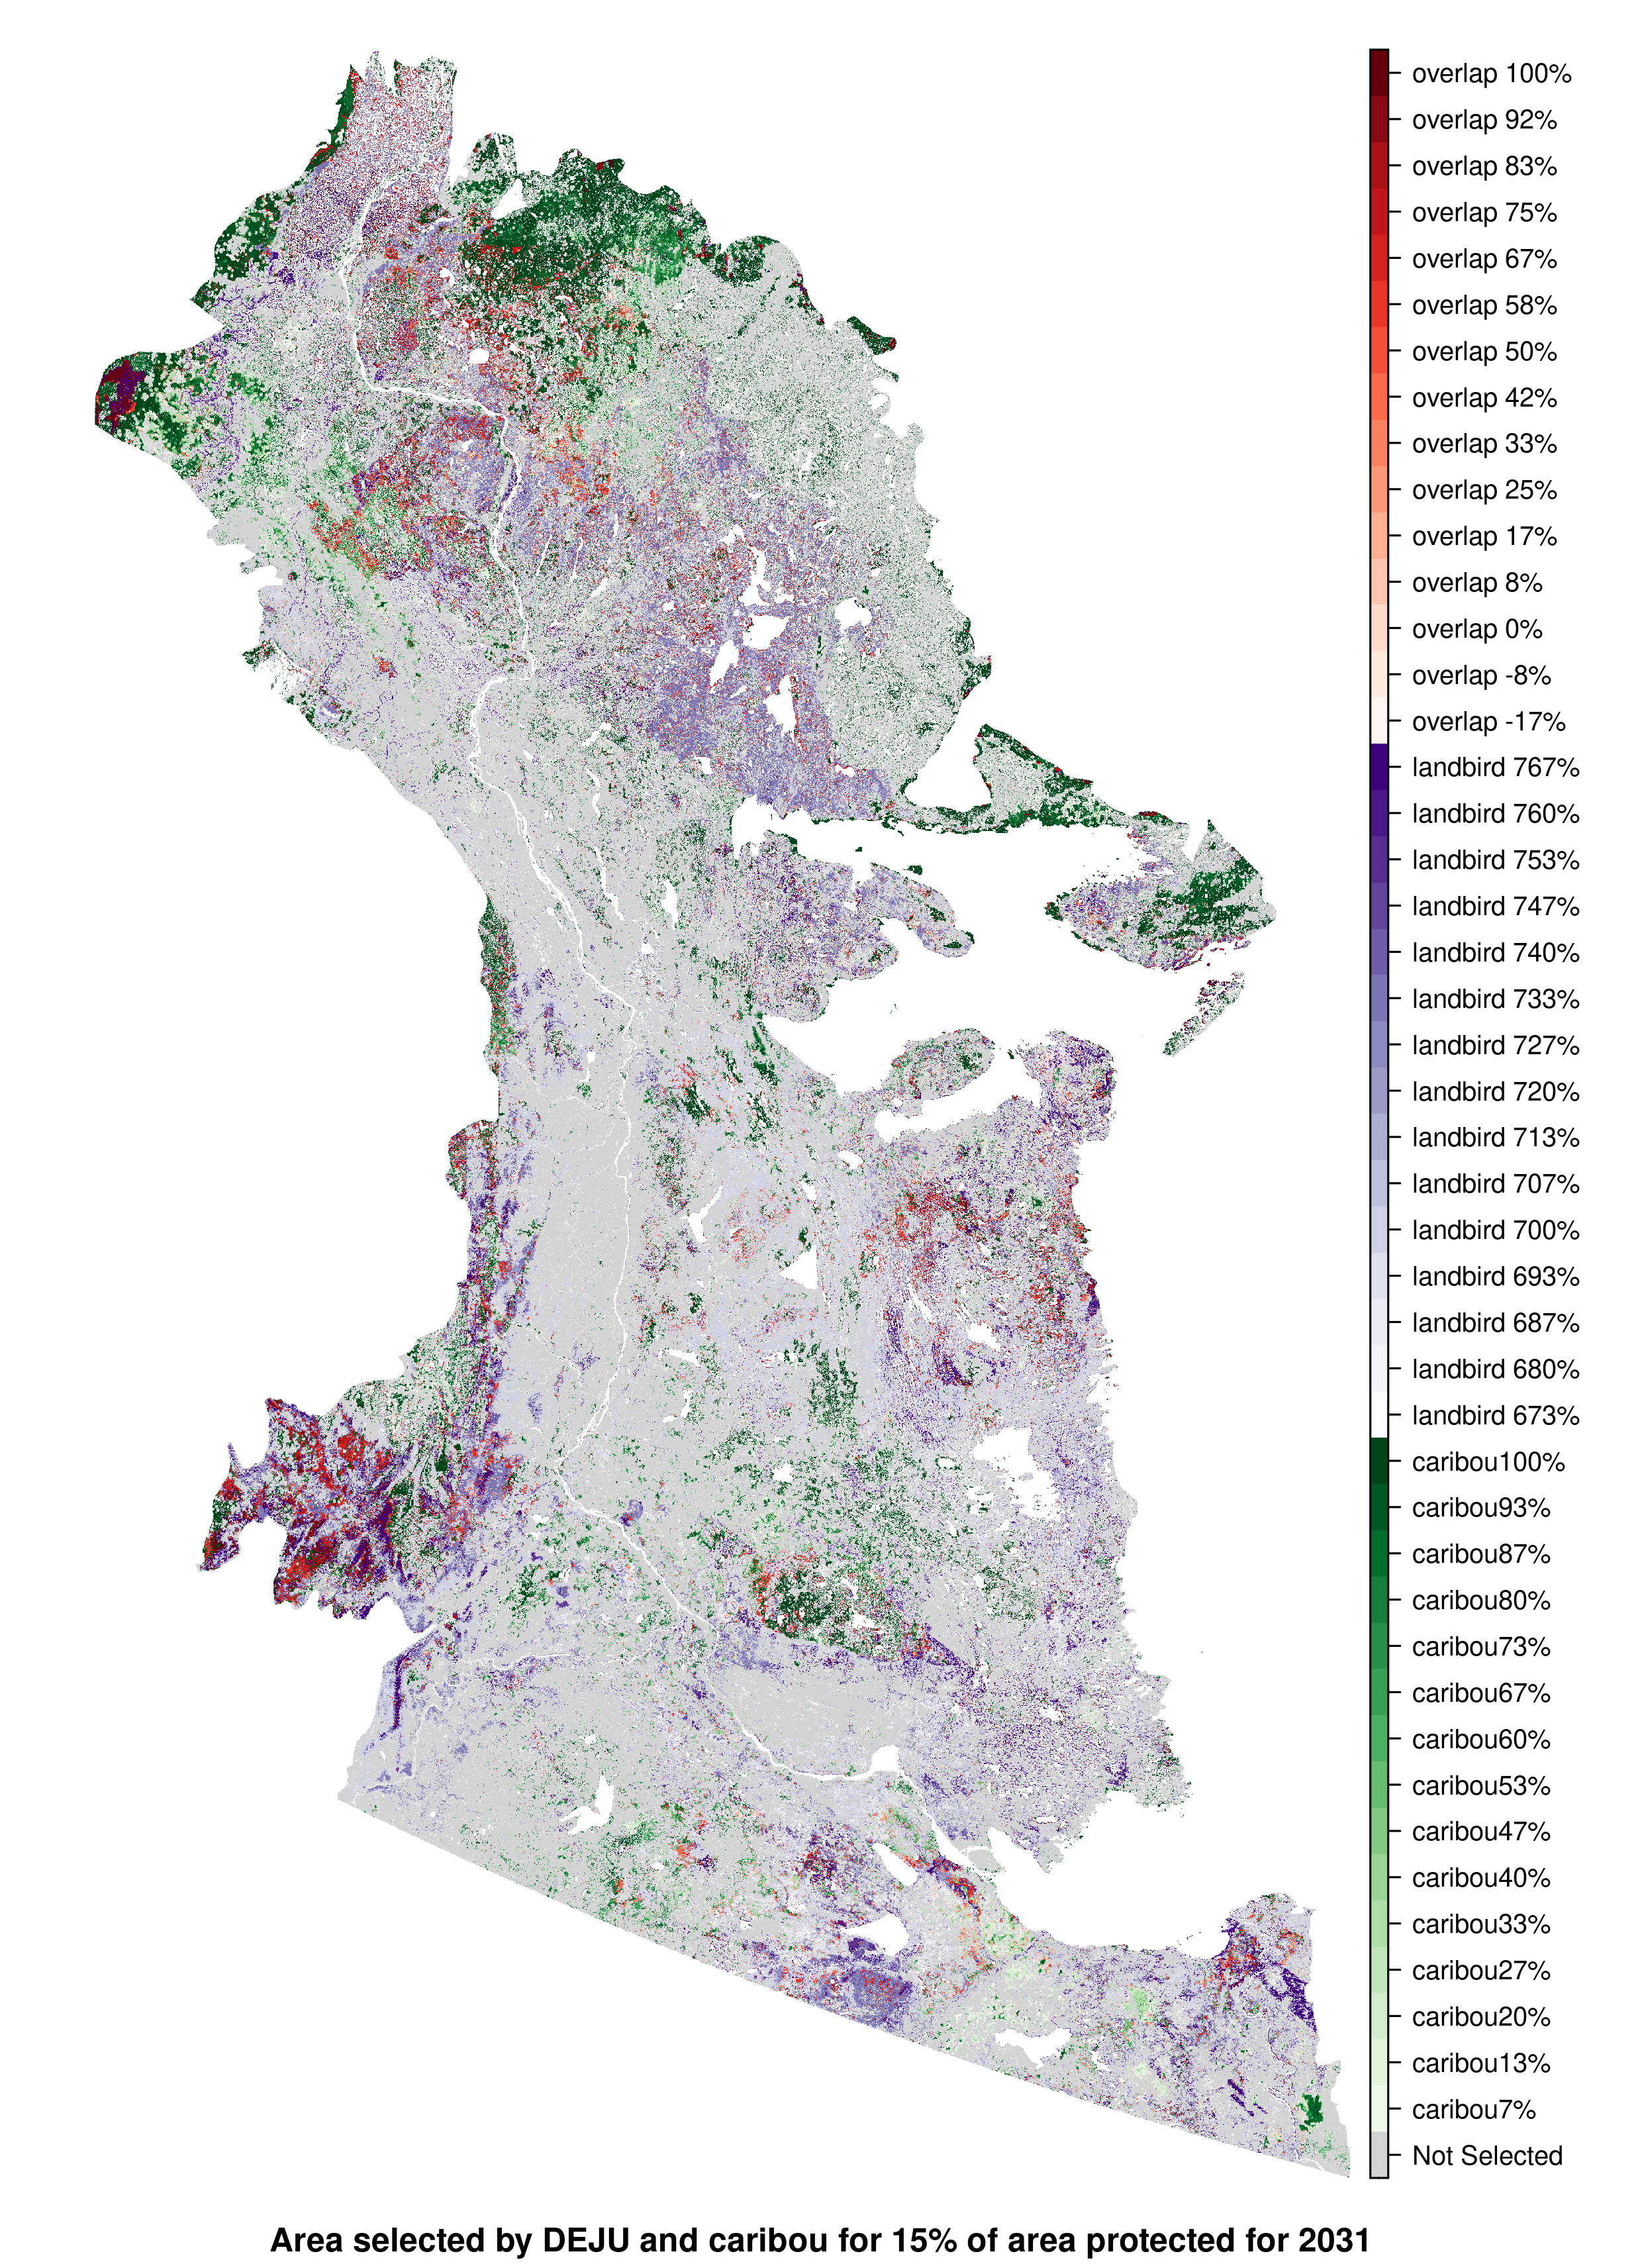 overlap 100%
overlap 92%
overlap 83%
overlap 75%
overlap 67%
overlap 58%
overlap 50%
overlap 42%
overlap 33%
overlap 25%
overlap 17%
overlap 8%
overlap 0%
overlap -8%
overlap -17%
landbird 767%
landbird 760%
landbird 753%
landbird 747%
landbird 740%
landbird 733%
landbird 727%
landbird 720%
landbird 713%
landbird 707%
landbird 700%
landbird 693%
landbird 687%
landbird 680%
landbird 673%
caribou100%
caribou93%
caribou87%
caribou80%
caribou73%
caribou67%
caribou60%
caribou53%
caribou47%
caribou40%
caribou33%
caribou27%
caribou20%
caribou13%
caribou7%
Not Selected
Area selected by DEJU and caribou for 15% of area protected for 2031